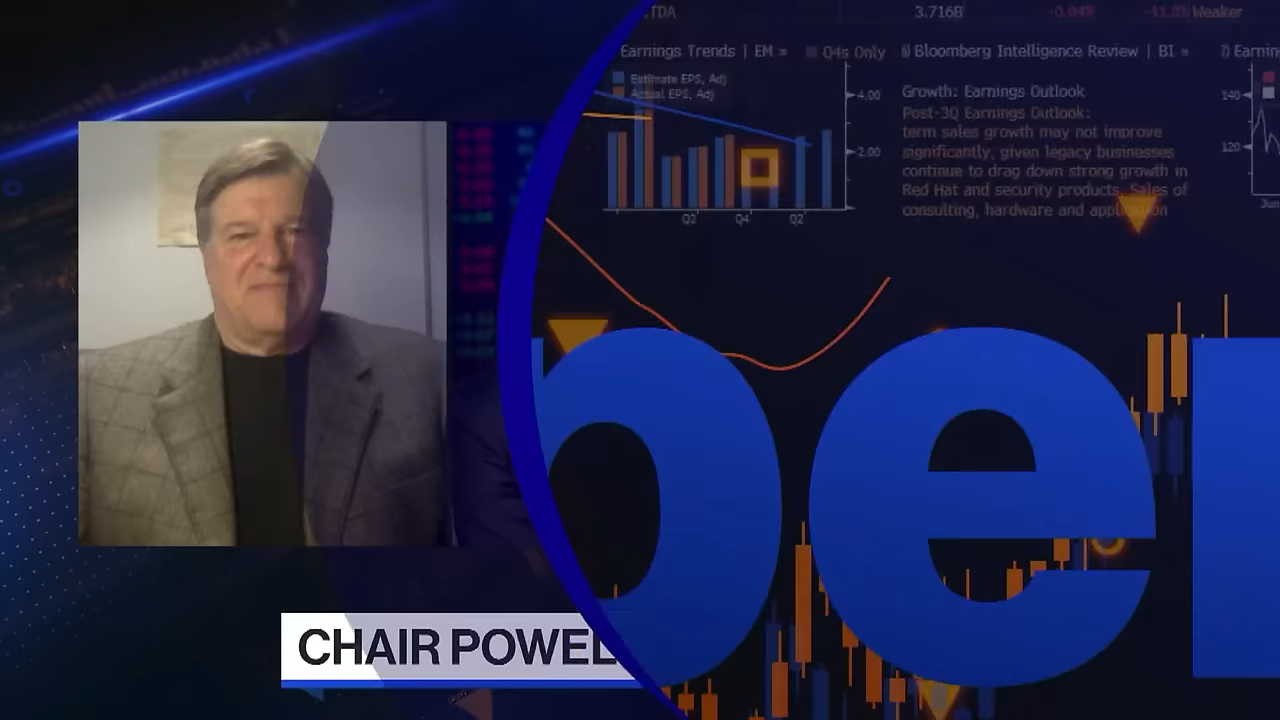 3.716B
Weaker
Earnings Trends | EM »
Q4s Only
Bloomberg Intelligence Review | BI »
Estimate EPS, Adj
Actual EPS, Adj
4.00
2.00
Q2
Q4
Q2
Growth: Earnings Outlook
Post-3Q Earnings Outlook:
term sales growth may not improve
significantly, given legacy businesses
continue to drag down strong growth in
Red Hat and security products. Sales of
consulting, hardware and application
140
120
ber
CHAIR POWEL